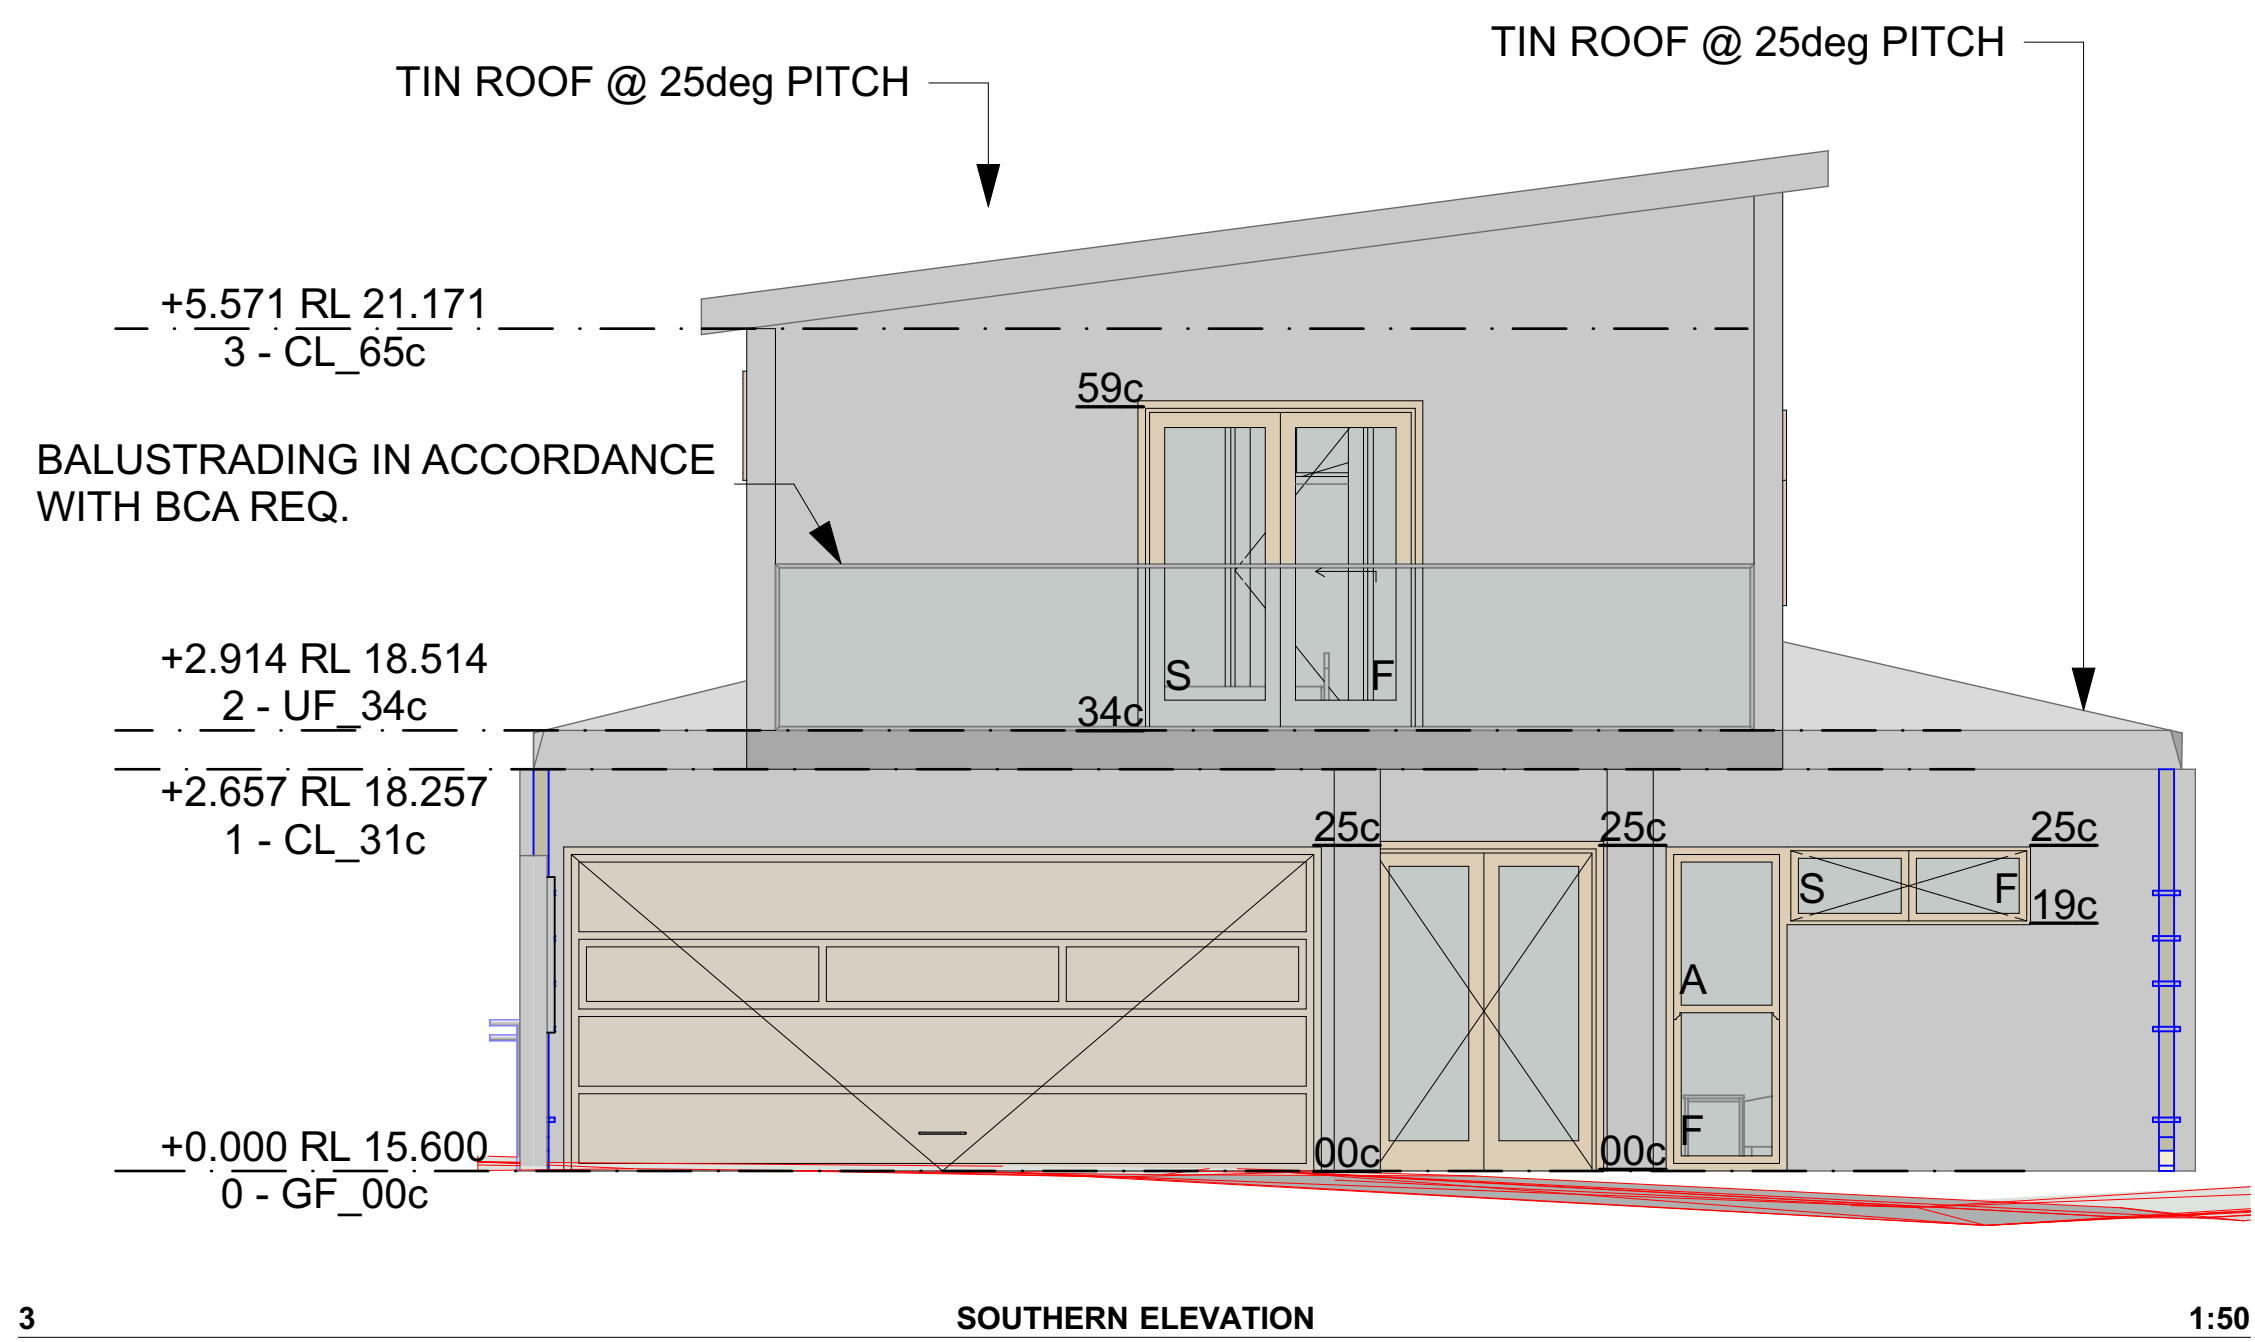 TIN ROOF @ 25deg PITCH
TIN ROOF @ 25deg PITCH
+5.571 RL 21.171
3 - CL_65c
59c
BALUSTRADING IN ACCORDANCE
WITH BCA REQ.
+2.914 RL 18.514
2 - UF_34c
S
F
34c
+2.657 RL 18.257
1 - CL_31c
25c
25c
25c
S
F
19c
A
F
+0.000 RL 15.600
0 - GF_00c
00c
00c
3
SOUTHERN ELEVATION
1:50